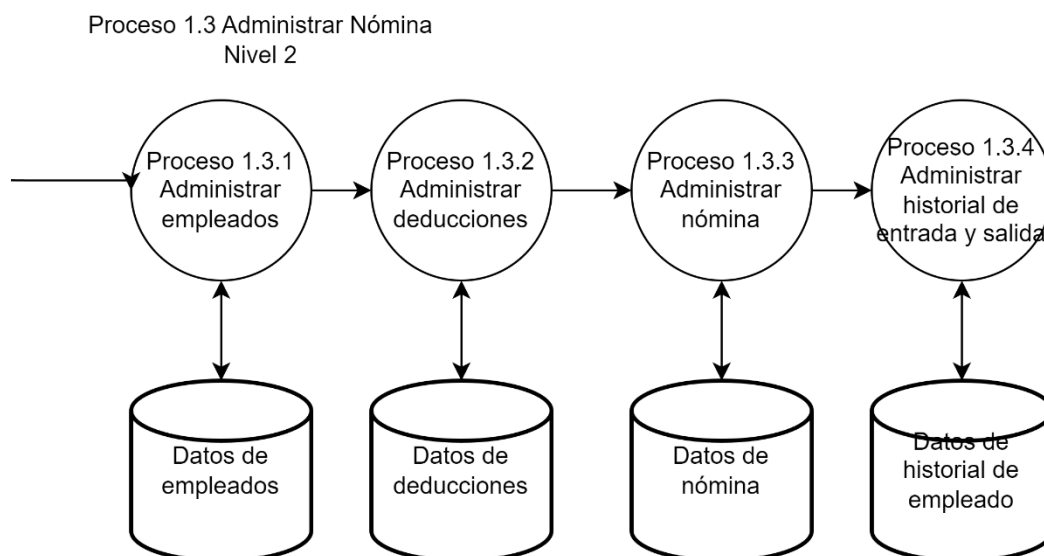 Proceso 1.3 Administrar Nómina
Nivel 2
Proceso 1.3.1
Administrar
empleados
Proceso 1.3.2
Administrar
deducciones
Proceso 1.3.3
Administrar
nómina
Proceso 1.3.4
Administrar
historial de
entrada y salida
Datos de
empleados
Datos de
deducciones
Datos de
nómina
Datos de
historial de
empleado